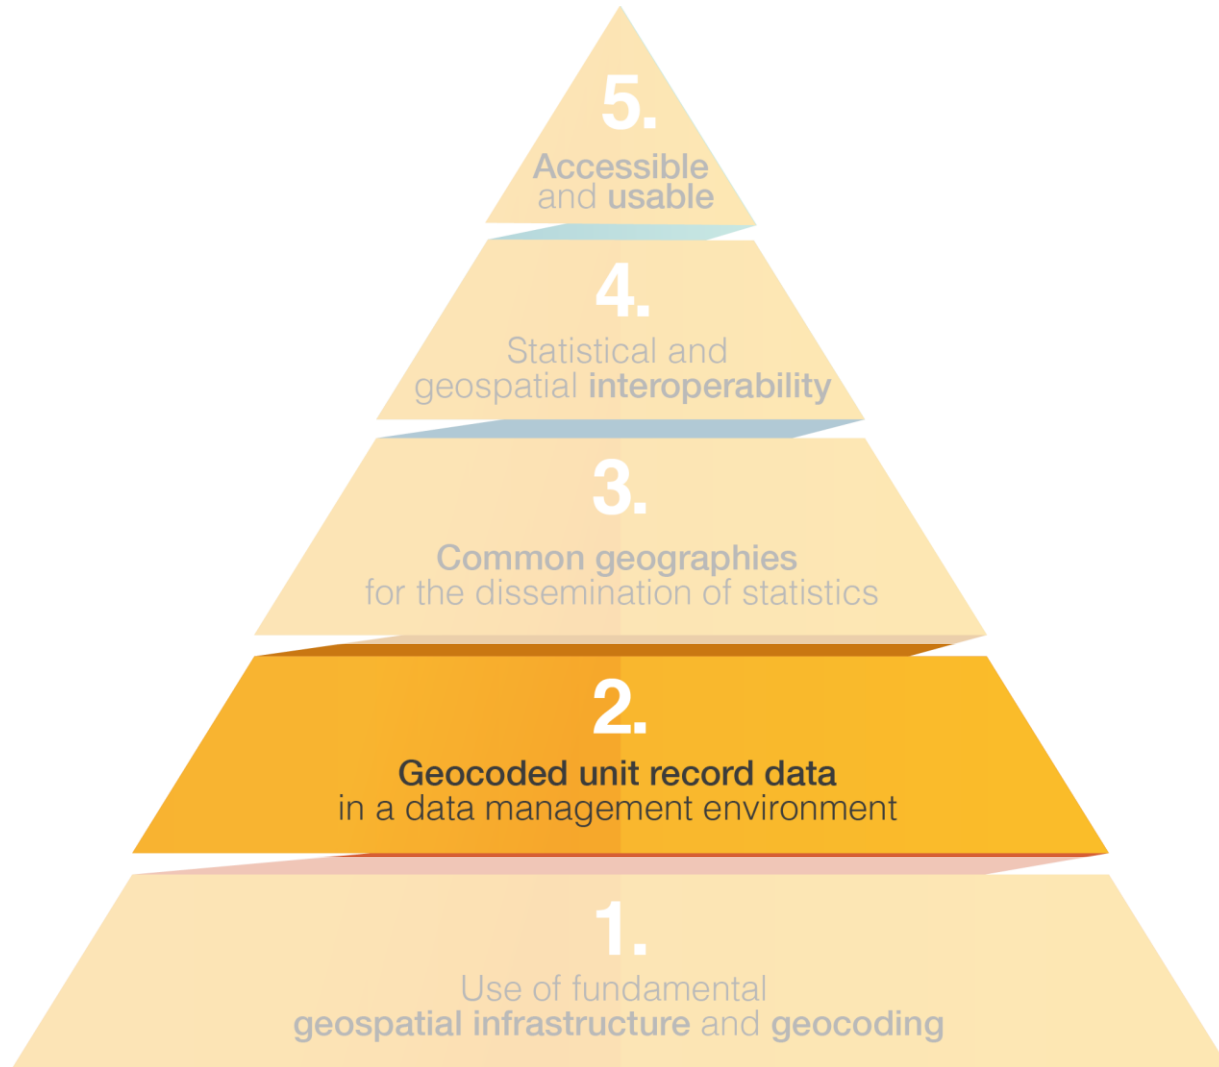 5.
Accessible
and usable
4.
Statistical and
geospatial interoperability
3.
Common geographies
for the dissemination of statistics
2.
Geocoded unit record data
in a data management environment
1.
Use of fundamental
geospatial infrastructure and geocoding